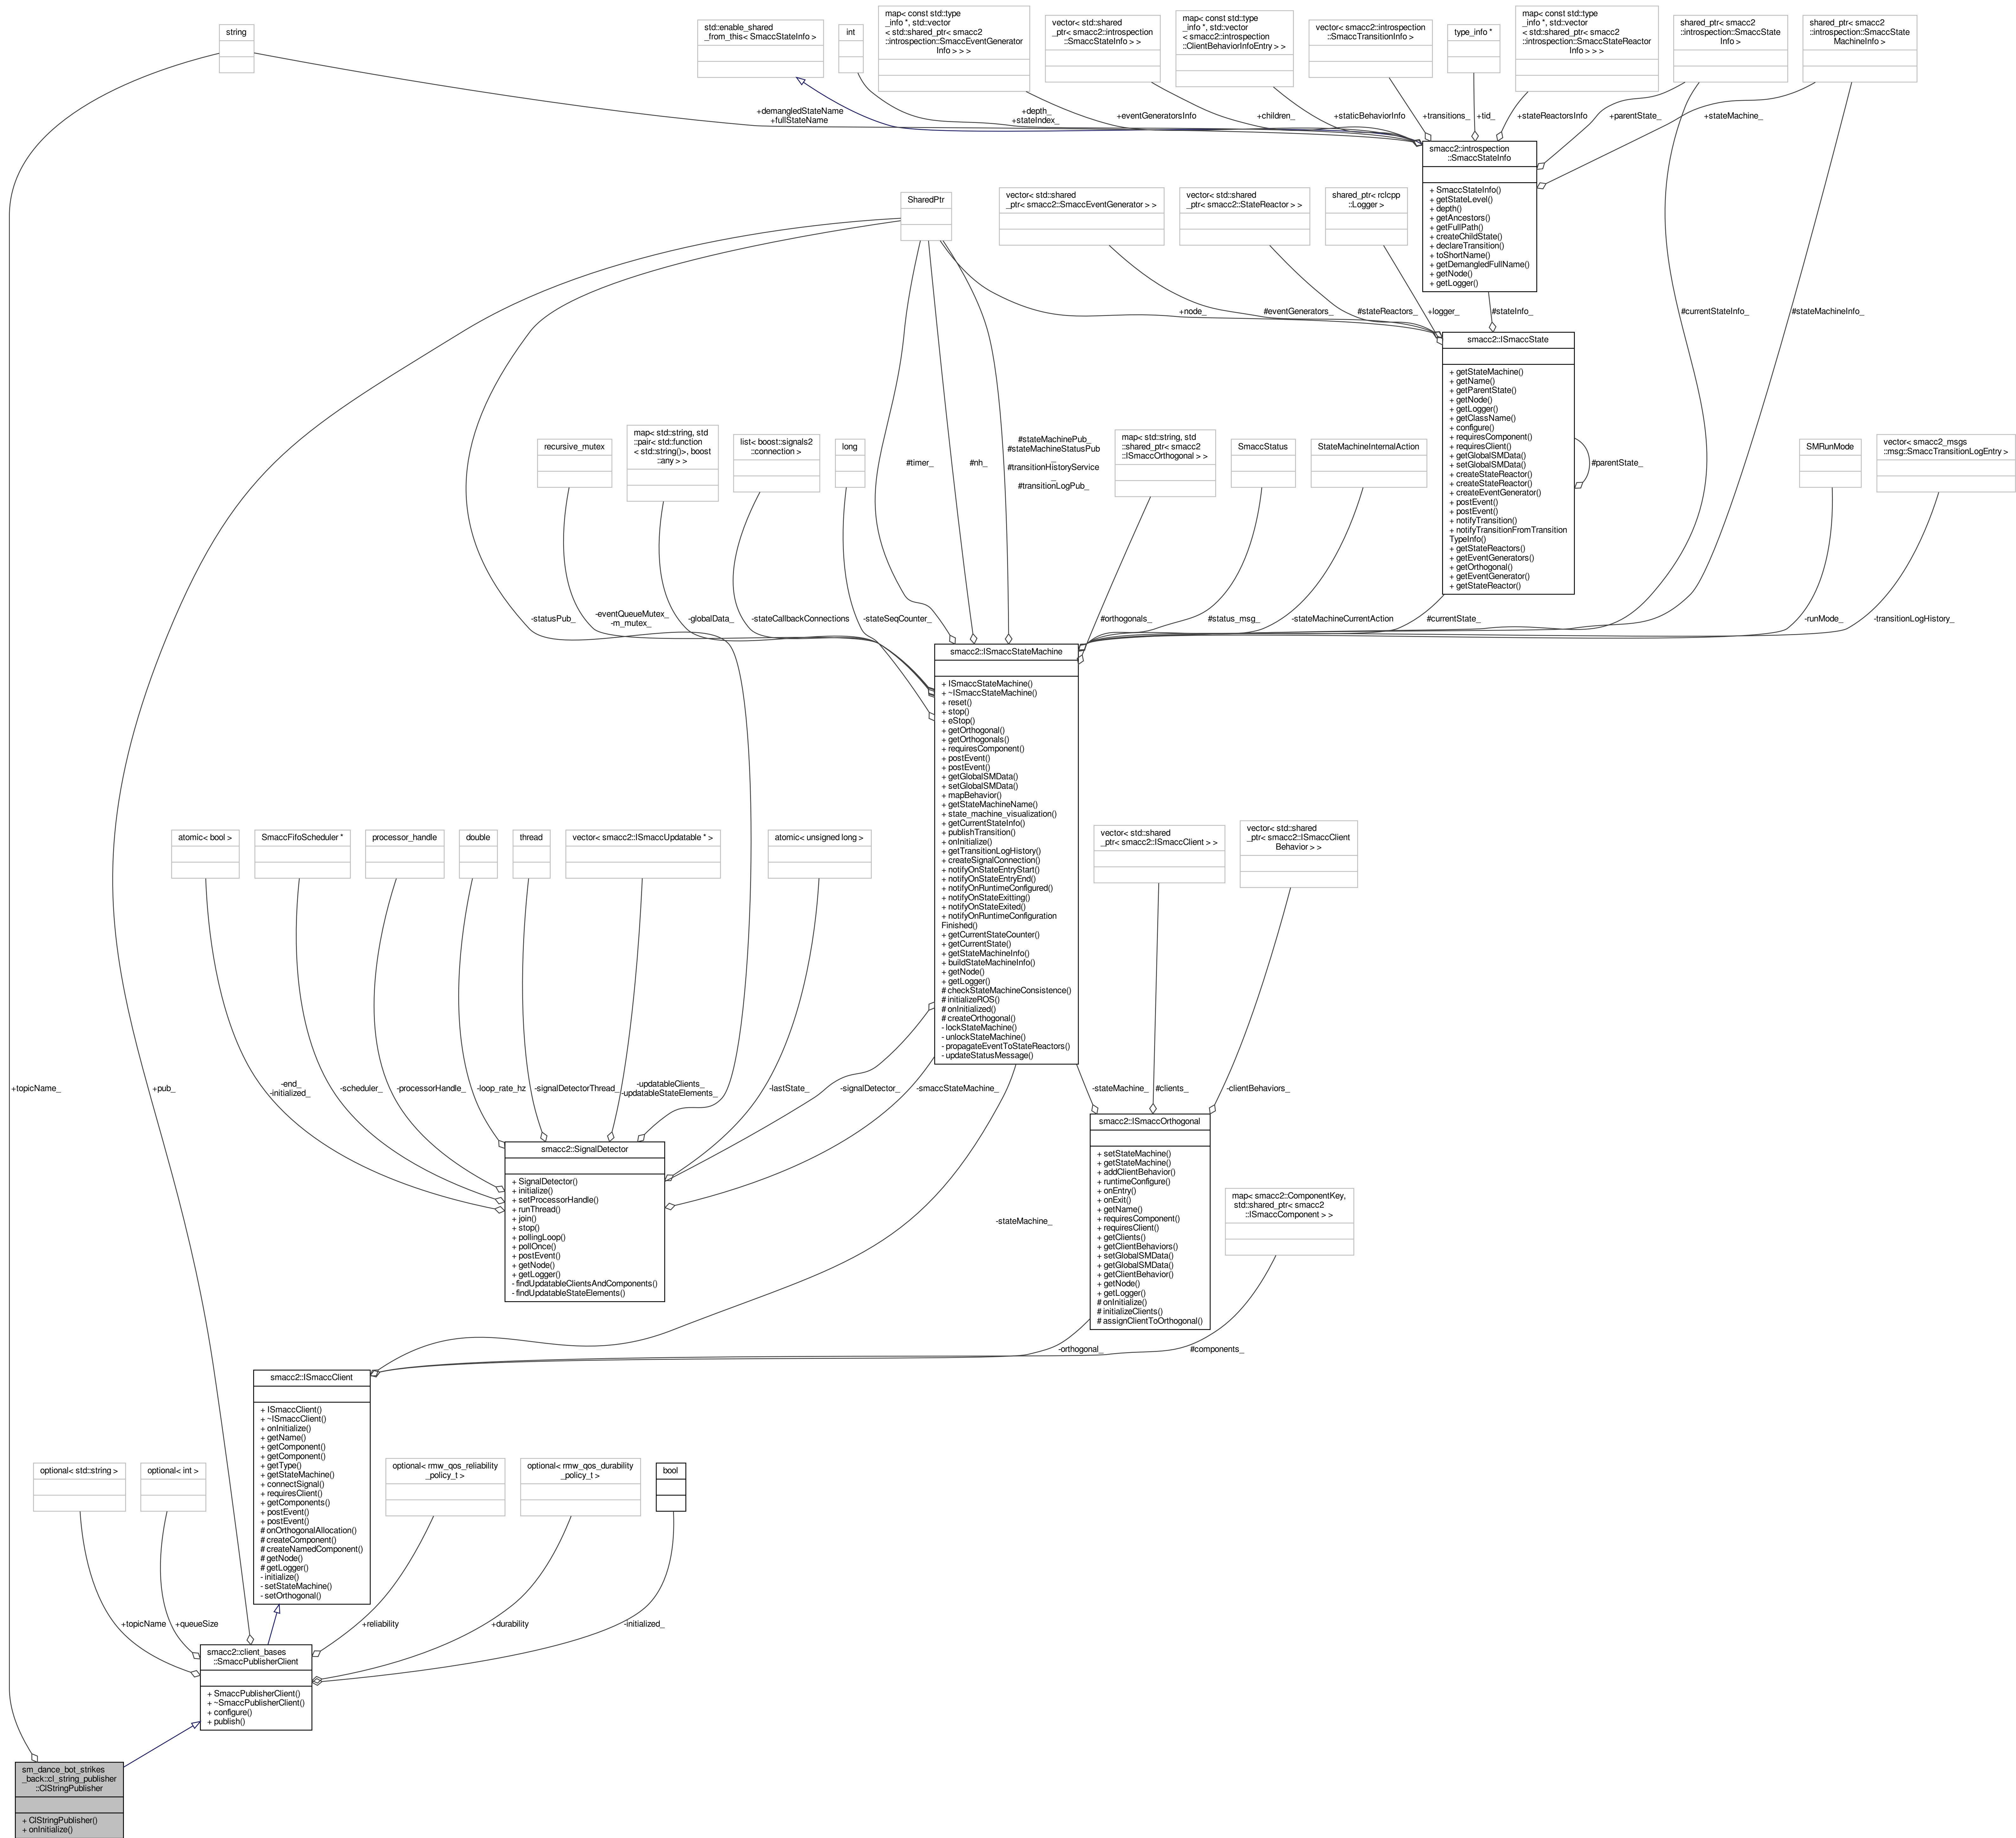 string
std::enable_shared
_from_this< SmaccStateInfo >
int
map< const std::type
_info *, std::vector
< std::shared_ptr< smacc2
::introspection::SmaccEventGenerator
Info > > >
vector< std::shared
_ptr< smacc2::introspection
::SmaccStateInfo > >
map< const std::type
_info *, std::vector
< smacc2::introspection
::ClientBehaviorInfoEntry > >
vector< smacc2::introspection
::SmaccTransitionInfo >
type_info *
map< const std::type
_info *, std::vector
< std::shared_ptr< smacc2
::introspection::SmaccStateReactor
Info > > >
shared_ptr< smacc2
::introspection::SmaccState
Info >
shared_ptr< smacc2
::introspection::SmaccState
MachineInfo >
+demangledStateName
+fullStateName
+depth_
+stateIndex_
+eventGeneratorsInfo
+children_
+staticBehaviorInfo
+transitions_
+tid_
+stateReactorsInfo
+parentState_
+stateMachine_
smacc2::introspection
::SmaccStateInfo
+ SmaccStateInfo()
+ getStateLevel()
+ depth()
+ getAncestors()
+ getFullPath()
+ createChildState()
+ declareTransition()
+ toShortName()
+ getDemangledFullName()
+ getNode()
+ getLogger()
SharedPtr
vector< std::shared
_ptr< smacc2::SmaccEventGenerator > >
vector< std::shared
_ptr< smacc2::StateReactor > >
shared_ptr< rclcpp
::Logger >
+node_
#eventGenerators_
#stateReactors_
+logger_
#stateInfo_
#currentStateInfo_
#stateMachineInfo_
smacc2::ISmaccState
+ getStateMachine()
+ getName()
+ getParentState()
+ getNode()
+ getLogger()
+ getClassName()
+ configure()
+ requiresComponent()
+ requiresClient()
+ getGlobalSMData()
+ setGlobalSMData()
+ createStateReactor()
+ createStateReactor()
+ createEventGenerator()
+ postEvent()
+ postEvent()
+ notifyTransition()
+ notifyTransitionFromTransition
TypeInfo()
+ getStateReactors()
+ getEventGenerators()
+ getOrthogonal()
+ getEventGenerator()
+ getStateReactor()
#parentState_
recursive_mutex
map< std::string, std
::pair< std::function
< std::string()>, boost
::any > >
list< boost::signals2
::connection >
long
#timer_
#nh_
#stateMachinePub_
#stateMachineStatusPub
_
#transitionHistoryService
_
#transitionLogPub_
map< std::string, std
::shared_ptr< smacc2
::ISmaccOrthogonal > >
SmaccStatus
StateMachineInternalAction
SMRunMode
vector< smacc2_msgs
::msg::SmaccTransitionLogEntry >
-statusPub_
-eventQueueMutex_
-m_mutex_
-globalData_
-stateCallbackConnections
-stateSeqCounter_
#orthogonals_
#status_msg_
-stateMachineCurrentAction
#currentState_
-runMode_
-transitionLogHistory_
smacc2::ISmaccStateMachine
+ ISmaccStateMachine()
+ ~ISmaccStateMachine()
+ reset()
+ stop()
+ eStop()
+ getOrthogonal()
+ getOrthogonals()
+ requiresComponent()
+ postEvent()
+ postEvent()
+ getGlobalSMData()
+ setGlobalSMData()
+ mapBehavior()
+ getStateMachineName()
+ state_machine_visualization()
+ getCurrentStateInfo()
+ publishTransition()
+ onInitialize()
+ getTransitionLogHistory()
+ createSignalConnection()
+ notifyOnStateEntryStart()
+ notifyOnStateEntryEnd()
+ notifyOnRuntimeConfigured()
+ notifyOnStateExitting()
+ notifyOnStateExited()
+ notifyOnRuntimeConfiguration
Finished()
+ getCurrentStateCounter()
+ getCurrentState()
+ getStateMachineInfo()
+ buildStateMachineInfo()
+ getNode()
+ getLogger()
# checkStateMachineConsistence()
# initializeROS()
# onInitialized()
# createOrthogonal()
- lockStateMachine()
- unlockStateMachine()
- propagateEventToStateReactors()
- updateStatusMessage()
atomic< bool >
SmaccFifoScheduler *
processor_handle
double
thread
vector< smacc2::ISmaccUpdatable * >
atomic< unsigned long >
vector< std::shared
_ptr< smacc2::ISmaccClient > >
vector< std::shared
_ptr< smacc2::ISmaccClient
Behavior > >
+topicName_
+pub_
-end_
-initialized_
-scheduler_
-processorHandle_
-loop_rate_hz
-signalDetectorThread_
-updatableClients_
-updatableStateElements_
-lastState_
-signalDetector_
-smaccStateMachine_
-stateMachine_
#clients_
-clientBehaviors_
smacc2::SignalDetector
+ SignalDetector()
+ initialize()
+ setProcessorHandle()
+ runThread()
+ join()
+ stop()
+ pollingLoop()
+ pollOnce()
+ postEvent()
+ getNode()
+ getLogger()
- findUpdatableClientsAndComponents()
- findUpdatableStateElements()
smacc2::ISmaccOrthogonal
+ setStateMachine()
+ getStateMachine()
+ addClientBehavior()
+ runtimeConfigure()
+ onEntry()
+ onExit()
+ getName()
+ requiresComponent()
+ requiresClient()
+ getClients()
+ getClientBehaviors()
+ setGlobalSMData()
+ getGlobalSMData()
+ getClientBehavior()
+ getNode()
+ getLogger()
# onInitialize()
# initializeClients()
# assignClientToOrthogonal()
map< smacc2::ComponentKey,
std::shared_ptr< smacc2
::ISmaccComponent > >
-stateMachine_
-orthogonal_
#components_
smacc2::ISmaccClient
+ ISmaccClient()
+ ~ISmaccClient()
+ onInitialize()
+ getName()
+ getComponent()
+ getComponent()
+ getType()
+ getStateMachine()
+ connectSignal()
+ requiresClient()
+ getComponents()
+ postEvent()
+ postEvent()
# onOrthogonalAllocation()
# createComponent()
# createNamedComponent()
# getNode()
# getLogger()
- initialize()
- setStateMachine()
- setOrthogonal()
optional< std::string >
optional< int >
optional< rmw_qos_reliability
_policy_t >
optional< rmw_qos_durability
_policy_t >
bool
+topicName
+queueSize
+reliability
+durability
-initialized_
smacc2::client_bases
::SmaccPublisherClient
+ SmaccPublisherClient()
+ ~SmaccPublisherClient()
+ configure()
+ publish()
sm_dance_bot_strikes
_back::cl_string_publisher
::ClStringPublisher
+ ClStringPublisher()
+ onInitialize()